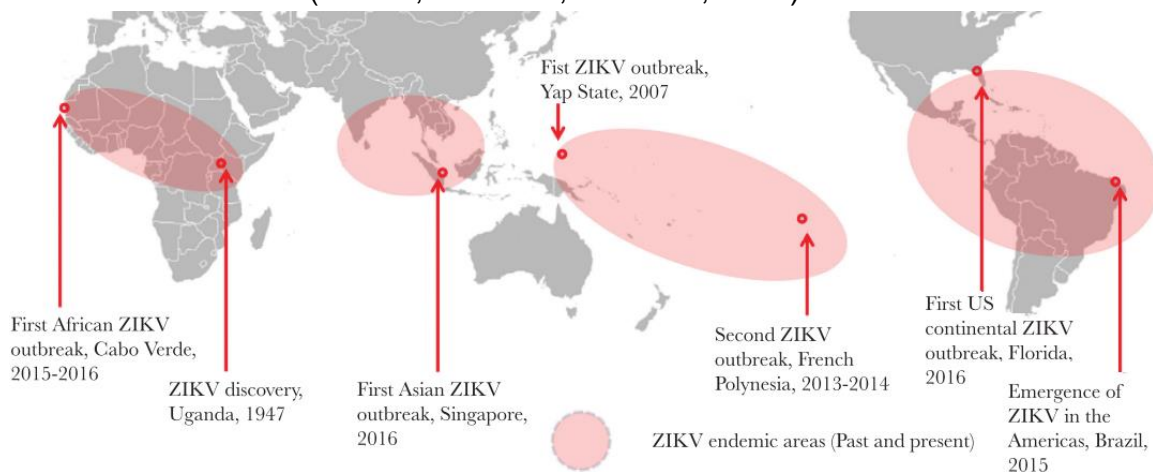 Fist ZIKV outbreak,
Yap State, 2007
First African ZIKV
outbreak, Cabo Verde,
2015-2016
ZIKV discovery,
Uganda, 1947
First Asian ZIKV
outbreak, Singapore,
2016
Second ZIKV
outbreak, French
Polynesia, 2013-2014
First US
continental ZIKV
outbreak, Florida,
2016
Emergence of
ZIKV in the
Americas, Brazil,
2015
ZIKV endemic areas (Past and present)